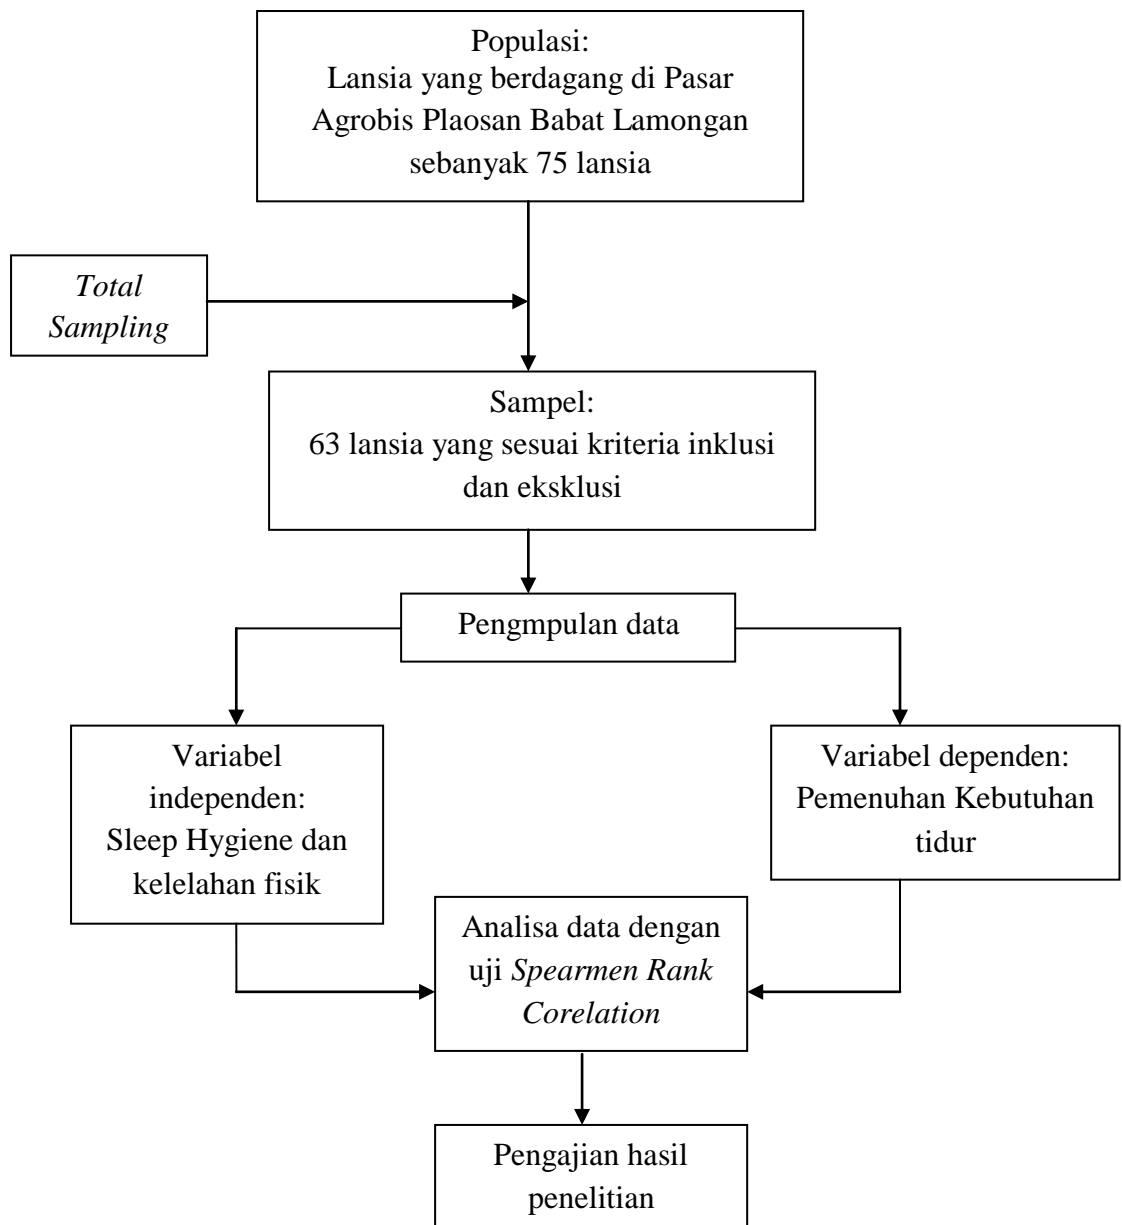 Populasi:
Lansia yang berdagang di Pasar
Agrobis Plaosan Babat Lamongan
sebanyak 75 lansia
Total
Sampling
Sampel:
63 lansia yang sesuai kriteria inklusi
dan eksklusi
Pengmpulan data
Variabel
independen:
Sleep Hygiene dan
kelelahan fisik
Variabel dependen:
Pemenuhan Kebutuhan
tidur
Analisa data dengan
uji Spearmen Rank
Corelation
Pengajian hasil
penelitian